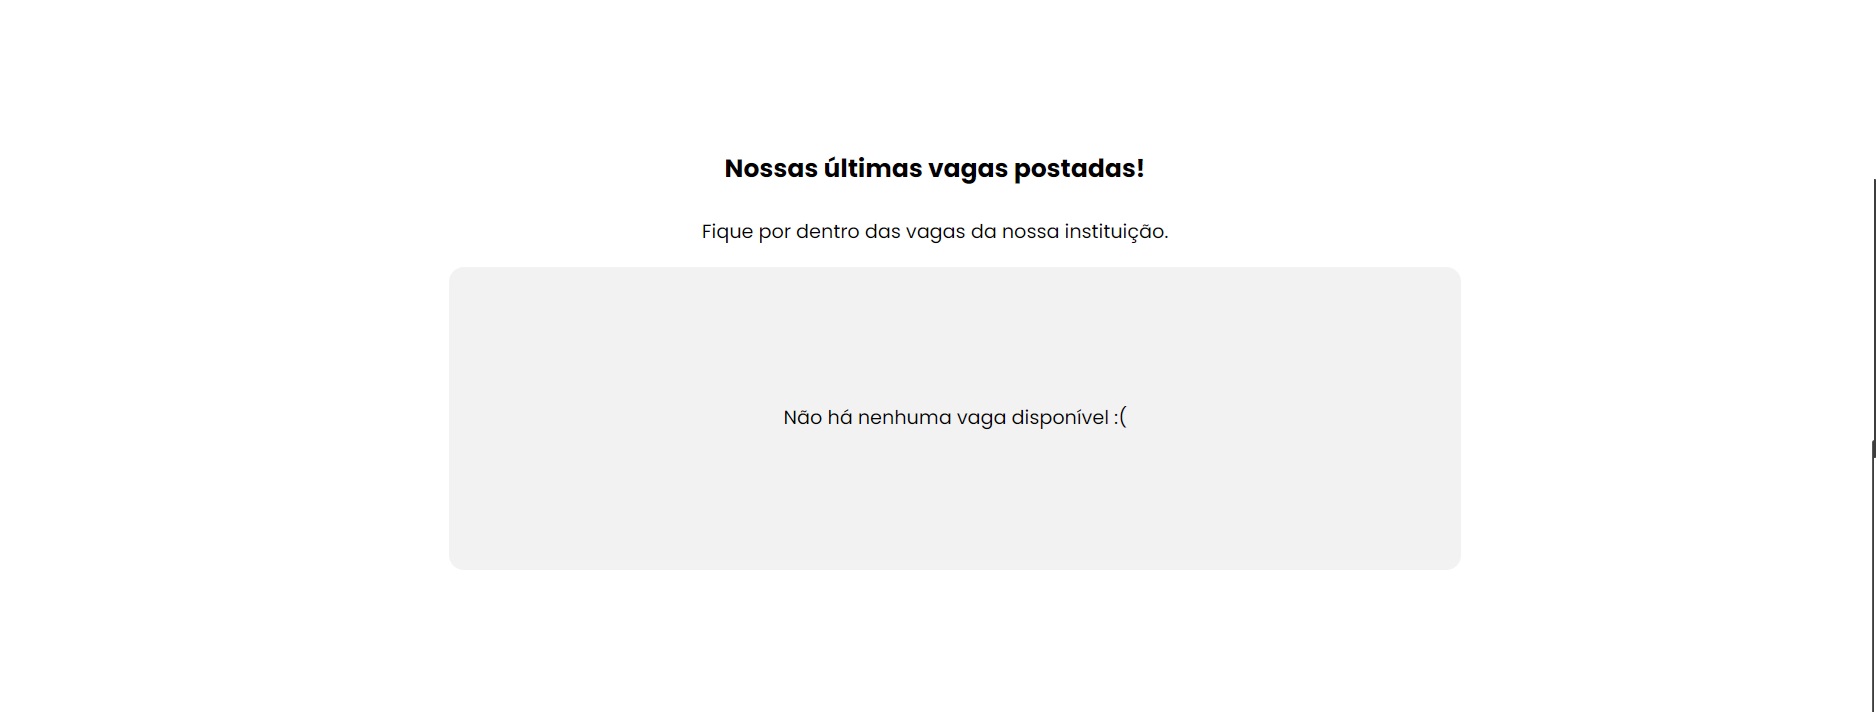 Nossas últimas vagas postadas!
Fique por dentro das vagas da nossa instituição.
Não há nenhuma vaga disponível :(